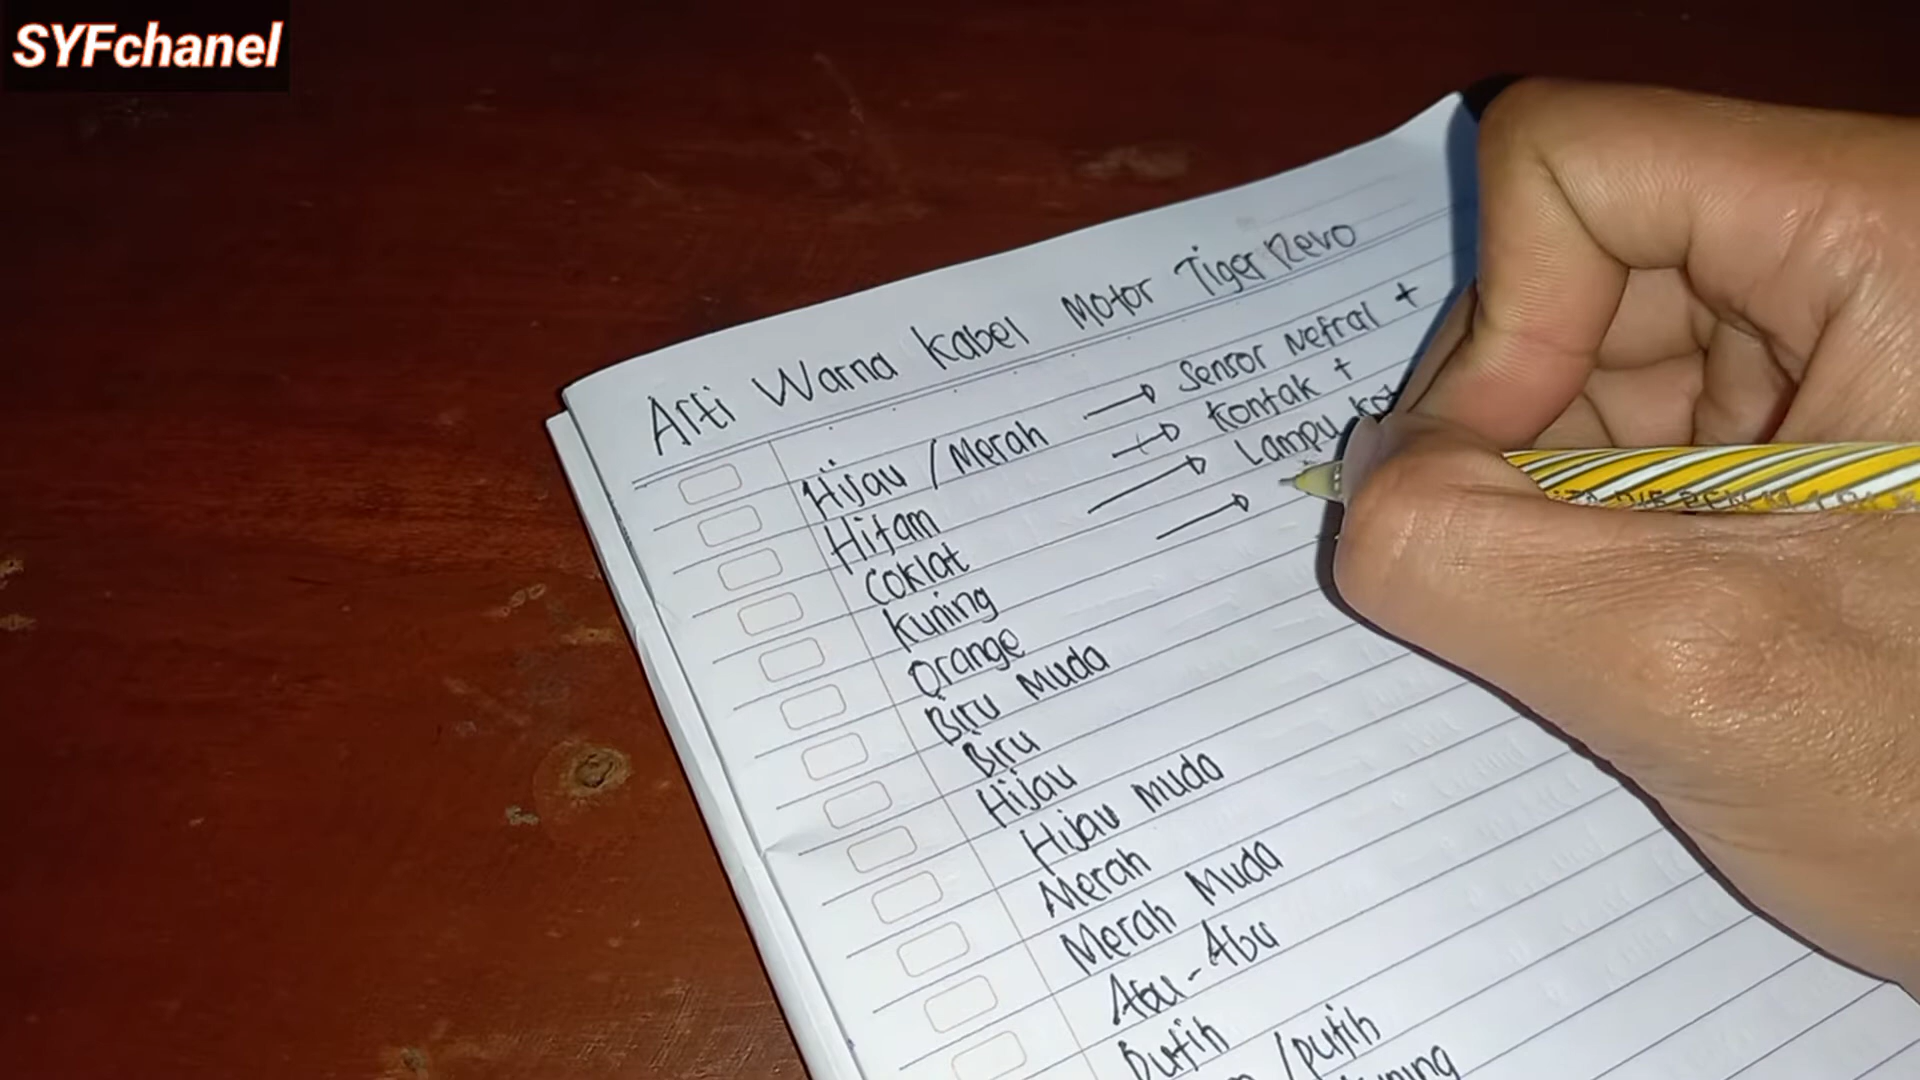 SYFchanel
Arti Warna Kabel Motor Tiger Revo
Hijau / Merah → Sensor Nefral +
Hitam → Kontak +
Coklat → Lampu
Kuning →
Orange
Biru Muda
Biru
Hijau
Hijau Muda
Merah
Merah Muda
Abu-Abu
Putih
/putih